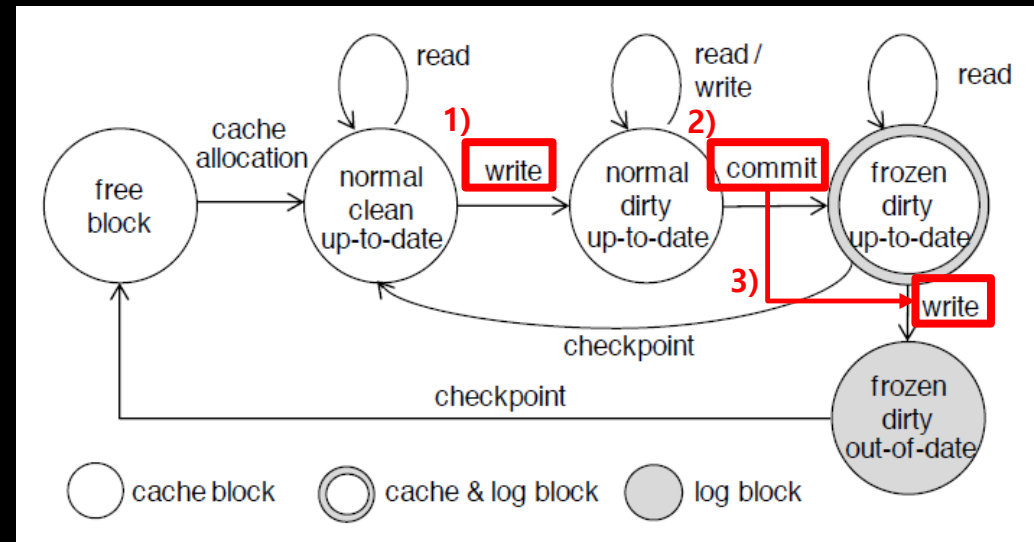 read
read /
write
read
1)
2)
cache
allocation
write
commit
free
block
normal
clean
up-to-date
normal
dirty
up-to-date
frozen
dirty
up-to-date
3)
write
checkpoint
checkpoint
frozen
dirty
out-of-date
cache block
cache & log block
log block